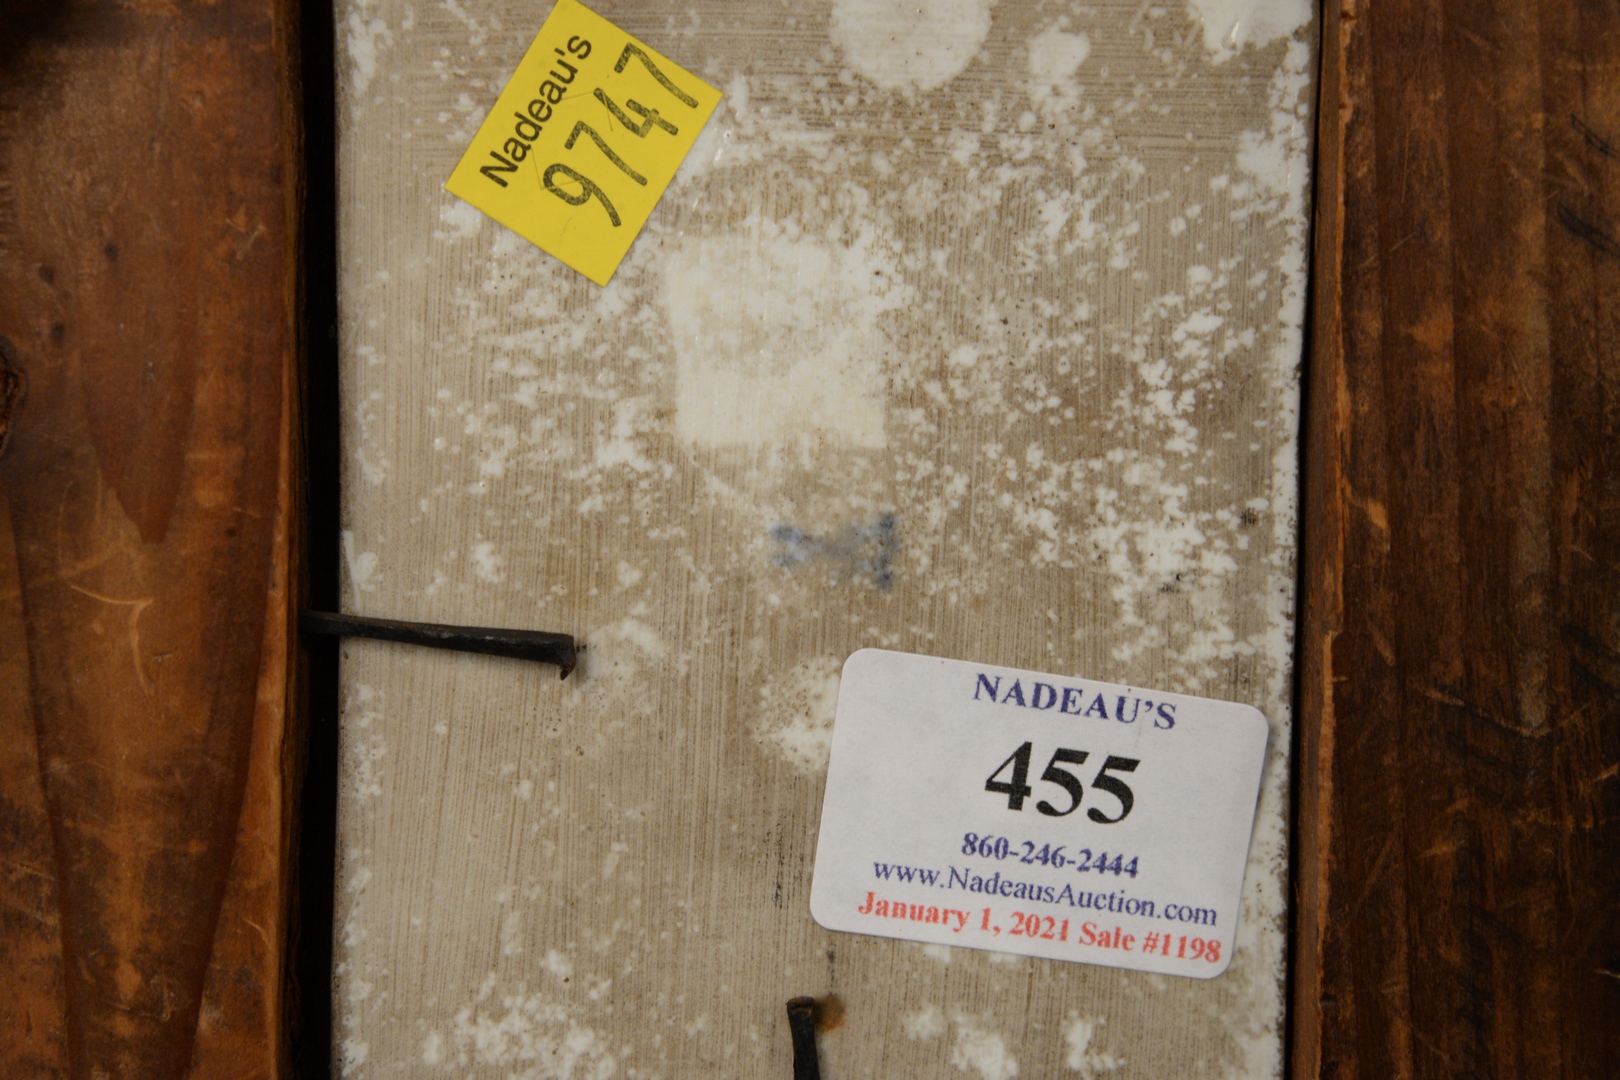 Nadeau's
9747
NADEAU'S
455
860-246-2444
www.NadeausAuction.com
January 1, 2021 Sale #1198